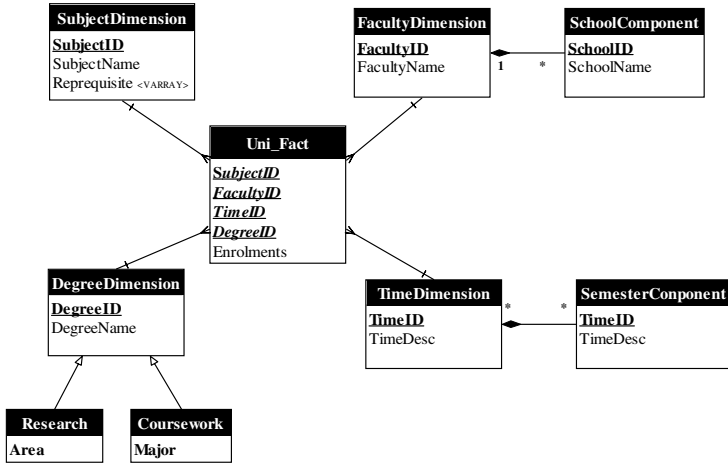 SubjectDimension
SubjectID
SubjectName
Reprequisite <VARRAY>
FacultyDimension
FacultyID
FacultyName
1
*
SchoolComponent
SchoolID
SchoolName
Uni_Fact
SubjectID
FacultyID
TimeID
DegreeID
Enrolments
DegreeDimension
DegreeID
DegreeName
TimeDimension
TimeID
TimeDesc
*
*
SemesterConponent
TimeID
TimeDesc
Research
Area
Coursework
Major